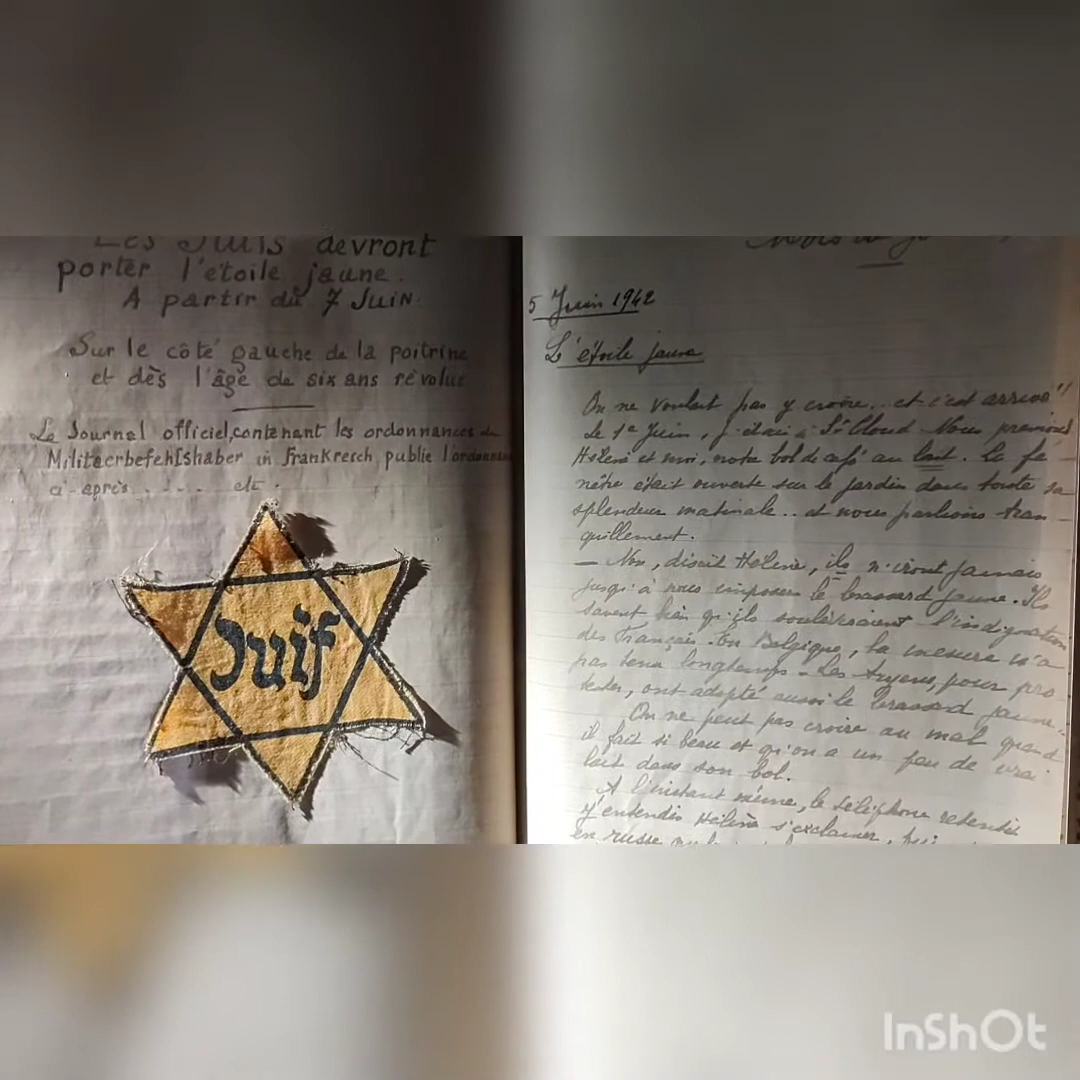 Les Juifs devront
porter l'etoile jaune.
A partir du 7 Juin.
Sur le côté gauche de la poitrine
et dès l'âge de six ans révolus
Le Journal officiel, contenant les ordonnances du
Militaerbefehlshaber in Frankreich, publie l'ordonnance
ci-après . . . . . etc.
Juif
5 Juin 1942
L'étoile jaune
On ne voulait pas y croire.. et c'est arrivé!!
Le 1er Juin, j'étais à St Cloud. Nous prenions
Hélène et moi, notre bol de café au lait. La fe-
nêtre était ouverte sur le jardin dans toute sa
splendeur matinale.. et nous parlions tran-
quillement.
— Non, disait Hélène, ils n'iront jamais
jusqu'à nous imposer le brassard jaune. Ils
savent bien qu'ils soulèveraient l'indignation
des Français. En Belgique, la mesure n'a
pas tenu longtemps - Les Aryens, pour pro
tester, ont adopté aussi le brassard jaune.
On ne peut pas croire au mal quand
il fait si beau et qu'on a un peu de vrai
lait dans son bol.
A l'instant même, le téléphone retentit
J'entendis Hélène s'exclamer, puis
en russe
InShOt